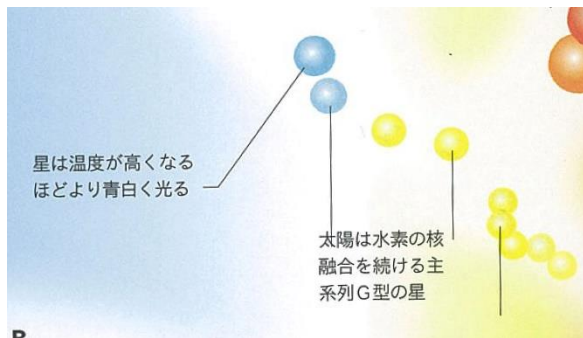 星は温度が高くなる
ほどより青白く光る
太陽は水素の核
融合を続ける主
系列G型の星